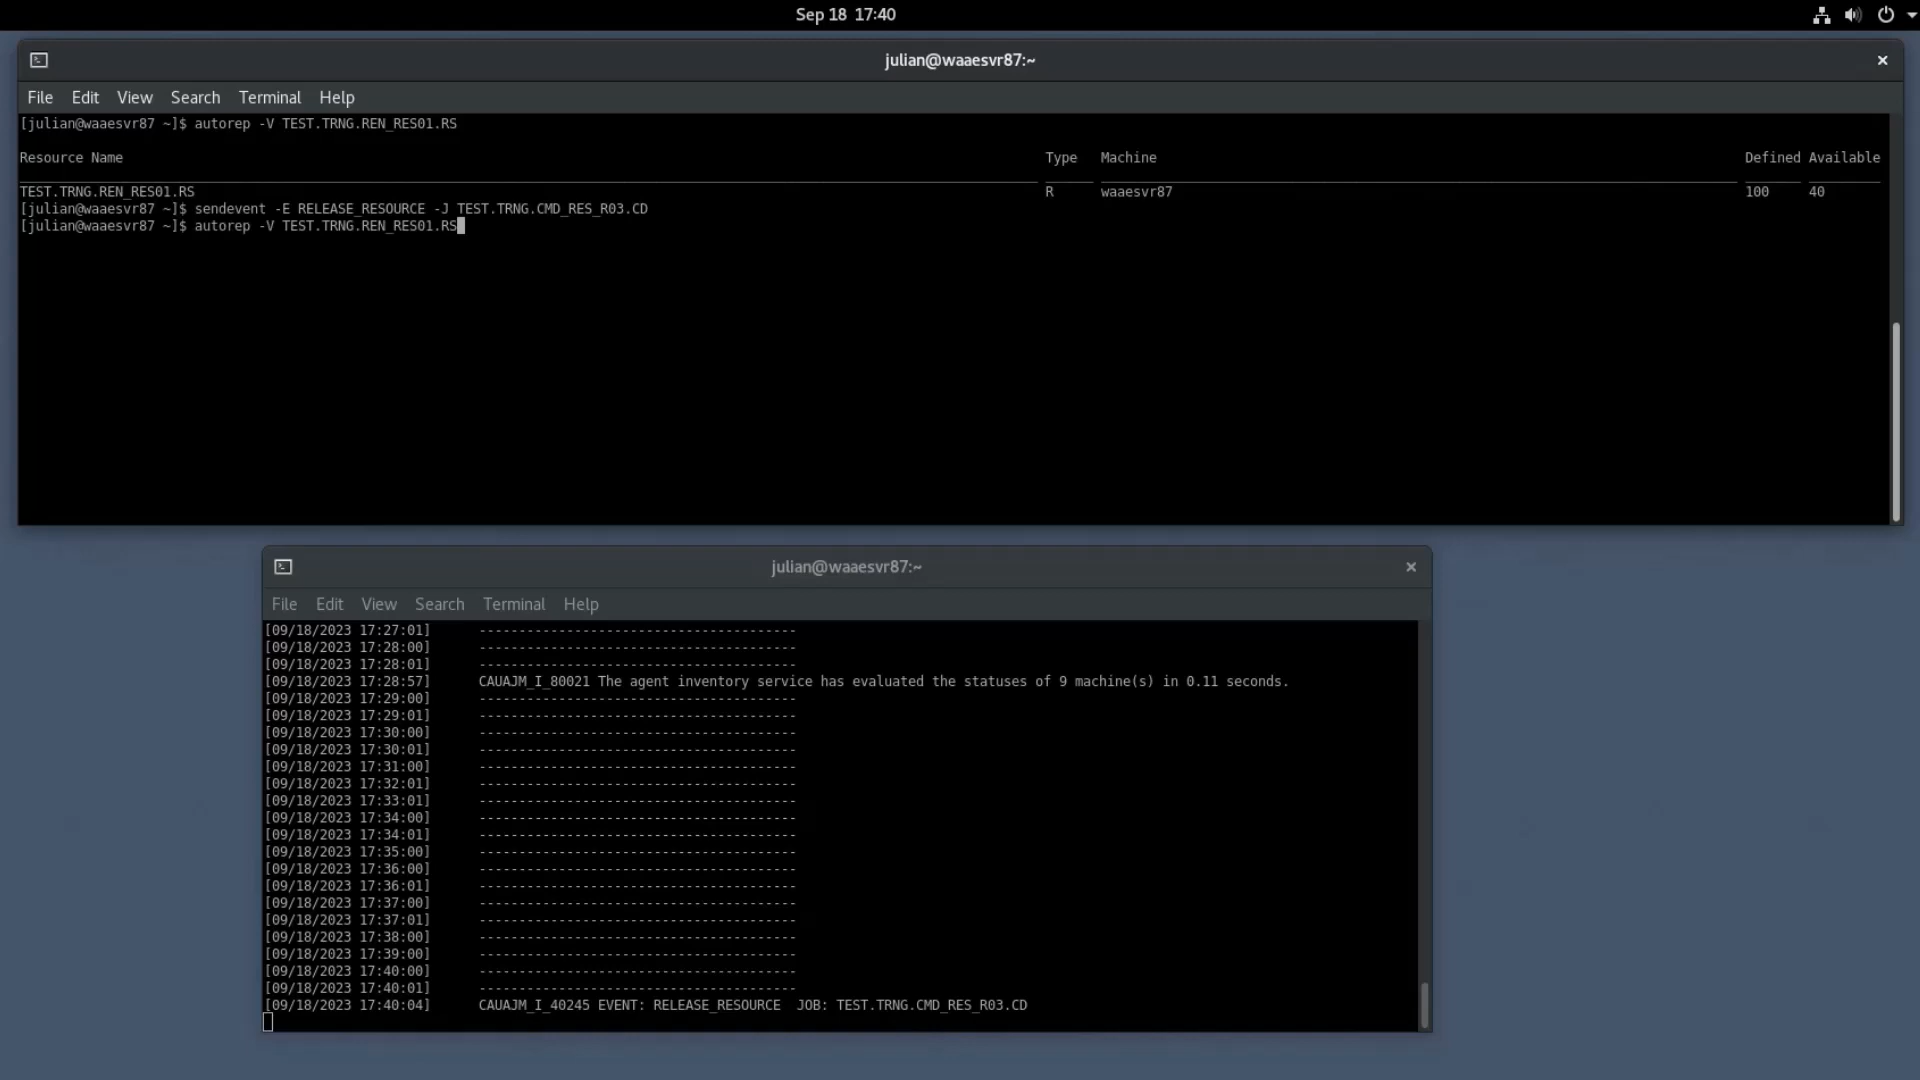 Sep 18 17:40
julian@waaesvr87:~
File Edit View Search Terminal Help
[julian@waaesvr87 ~]$ autorep -V TEST.TRNG.REN_RES01.RS
Resource Name Type Machine Defined Available
TEST.TRNG.REN_RES01.RS R waaesvr87 100 40
[julian@waaesvr87 ~]$ sendevent -E RELEASE_RESOURCE -J TEST.TRNG.CMD_RES_R03.CD
[julian@waaesvr87 ~]$ autorep -V TEST.TRNG.REN_RES01.RS
julian@waaesvr87:~
File Edit View Search Terminal Help
[09/18/2023 17:27:01] ----------------------------------------
[09/18/2023 17:28:00] ----------------------------------------
[09/18/2023 17:28:01] ----------------------------------------
[09/18/2023 17:28:57] CAUAJM_I_80021 The agent inventory service has evaluated the statuses of 9 machine(s) in 0.11 seconds.
[09/18/2023 17:29:00] ----------------------------------------
[09/18/2023 17:29:01] ----------------------------------------
[09/18/2023 17:30:00] ----------------------------------------
[09/18/2023 17:30:01] ----------------------------------------
[09/18/2023 17:31:00] ----------------------------------------
[09/18/2023 17:32:01] ----------------------------------------
[09/18/2023 17:33:01] ----------------------------------------
[09/18/2023 17:34:00] ----------------------------------------
[09/18/2023 17:34:01] ----------------------------------------
[09/18/2023 17:35:00] ----------------------------------------
[09/18/2023 17:36:00] ----------------------------------------
[09/18/2023 17:36:01] ----------------------------------------
[09/18/2023 17:37:00] ----------------------------------------
[09/18/2023 17:37:01] ----------------------------------------
[09/18/2023 17:38:00] ----------------------------------------
[09/18/2023 17:39:00] ----------------------------------------
[09/18/2023 17:40:00] ----------------------------------------
[09/18/2023 17:40:01] ----------------------------------------
[09/18/2023 17:40:04] CAUAJM_I_40245 EVENT: RELEASE_RESOURCE JOB: TEST.TRNG.CMD_RES_R03.CD